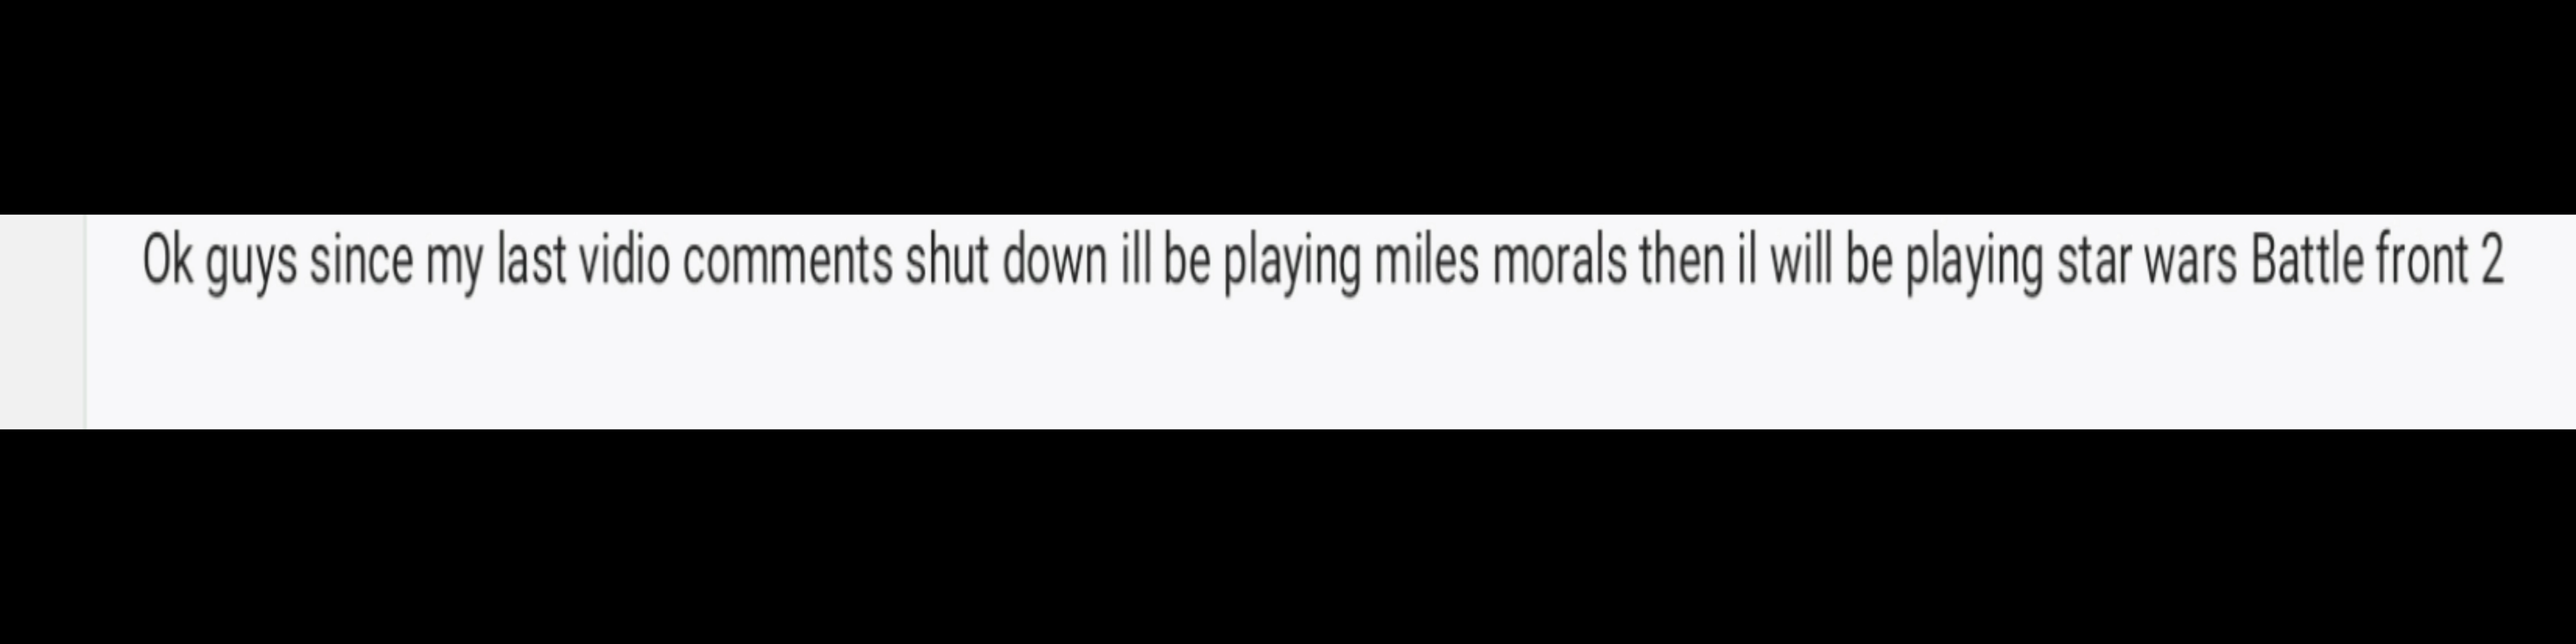 Ok guys since my last vidio comments shut down ill be playing miles morals then il will be playing star wars Battle front 2